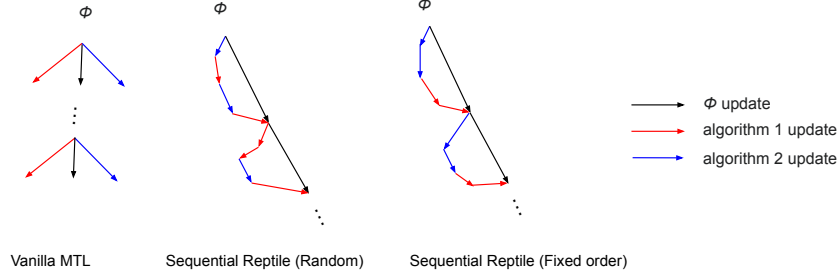 Φ Φ Φ
Φ update
algorithm 1 update
algorithm 2 update
Vanilla MTL Sequential Reptile (Random) Sequential Reptile (Fixed order)